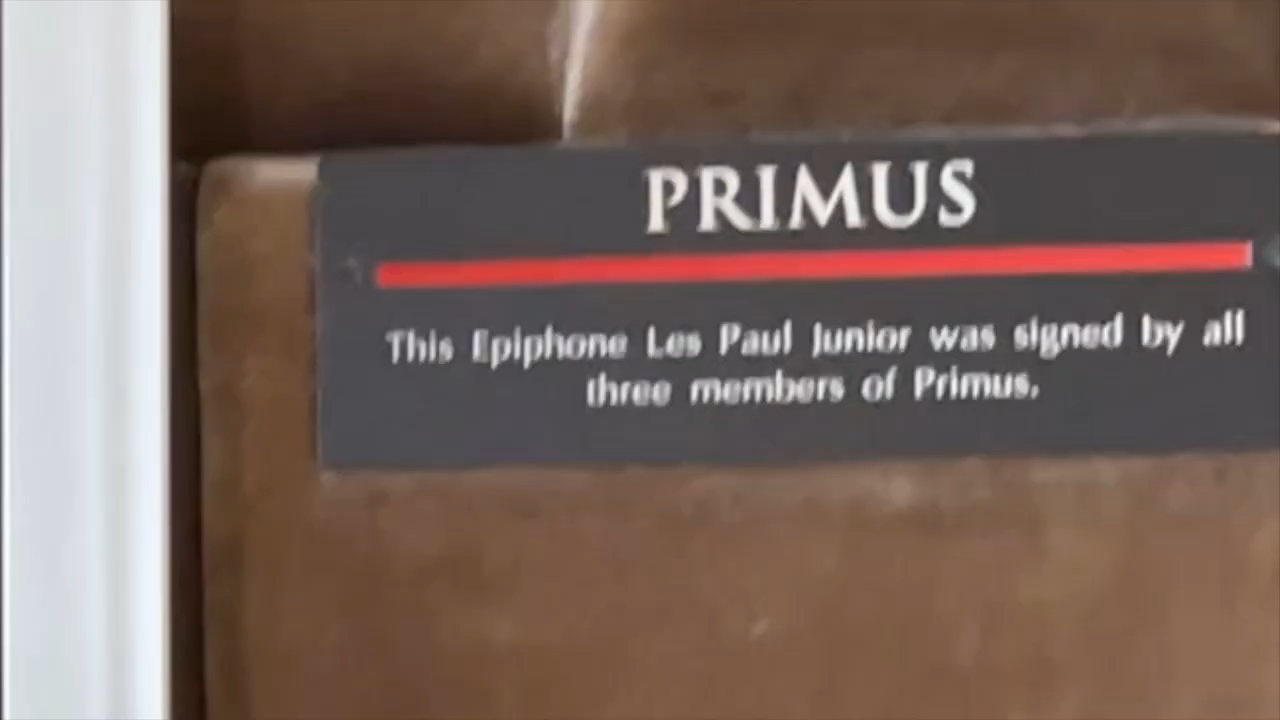 PRIMUS
This Epiphone Les Paul Junior was signed by all
three members of Primus.